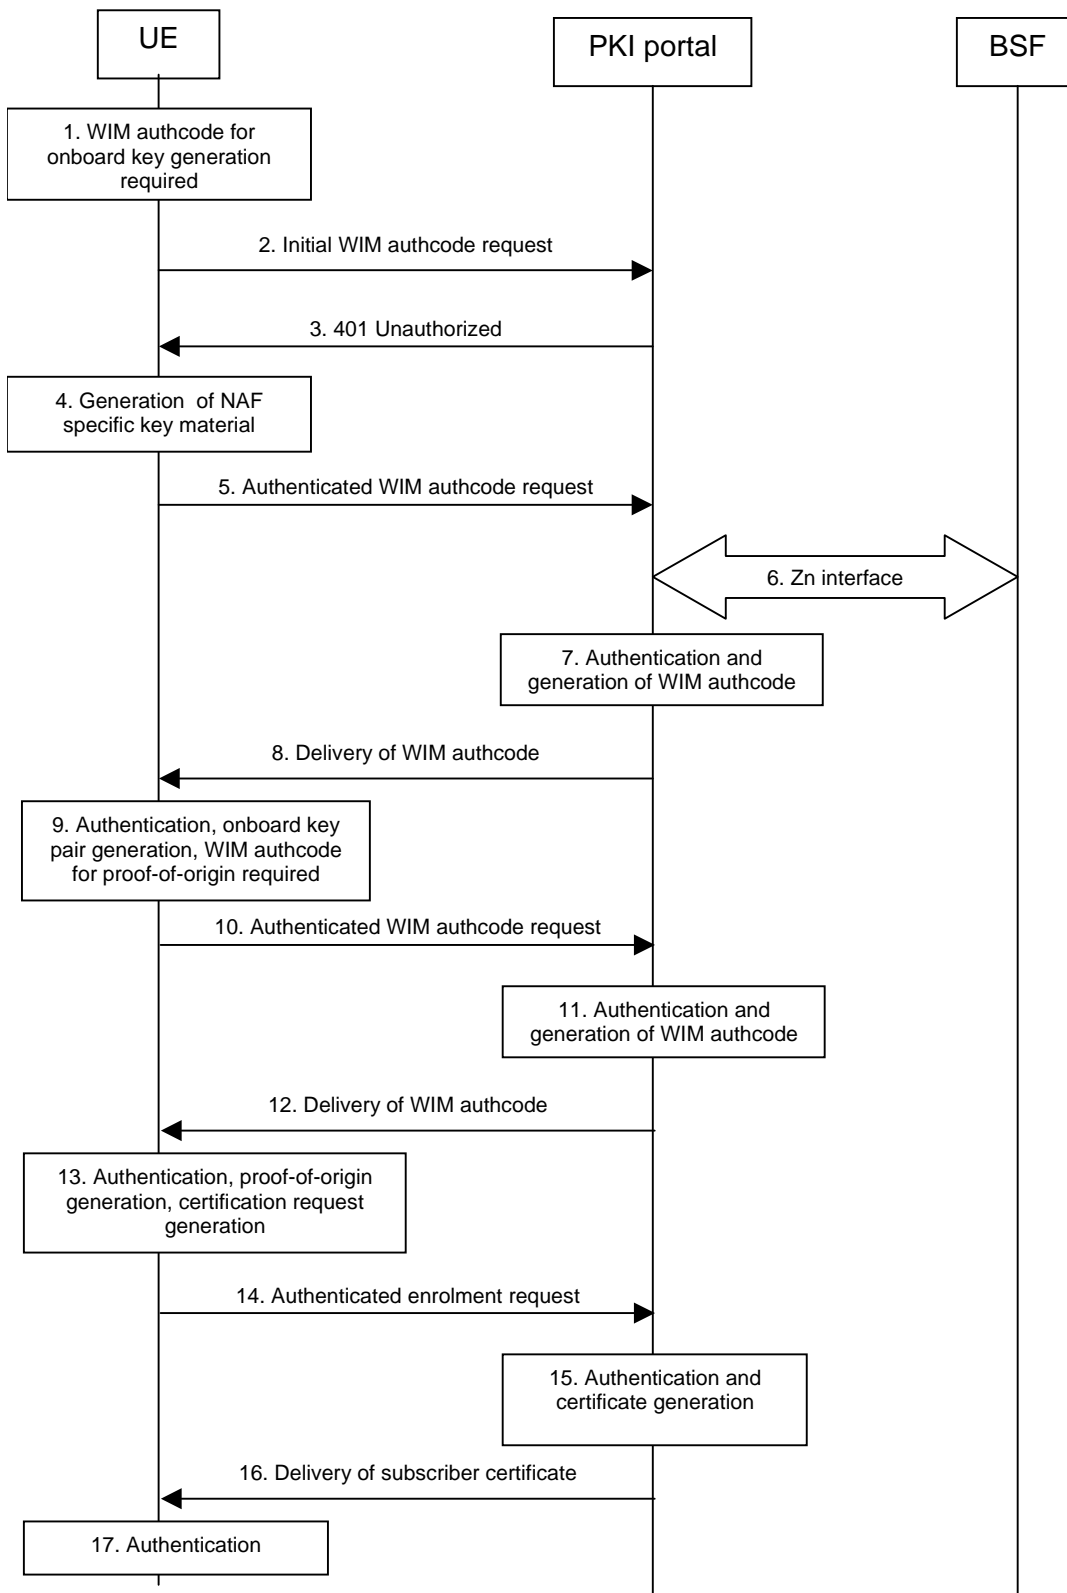 UE
PKI portal
BSF
1. WIM authcode for
onboard key generation
required
2. Initial WIM authcode request
3. 401 Unauthorized
4. Generation of NAF
specific key material
5. Authenticated WIM authcode request
6. Zn interface
7. Authentication and
generation of WIM authcode
8. Delivery of WIM authcode
9. Authentication, onboard key
pair generation, WIM authcode
for proof-of-origin required
10. Authenticated WIM authcode request
11. Authentication and
generation of WIM authcode
12. Delivery of WIM authcode
13. Authentication, proof-of-origin
generation, certification request
generation
14. Authenticated enrolment request
15. Authentication and
certificate generation
16. Delivery of subscriber certificate
17. Authentication